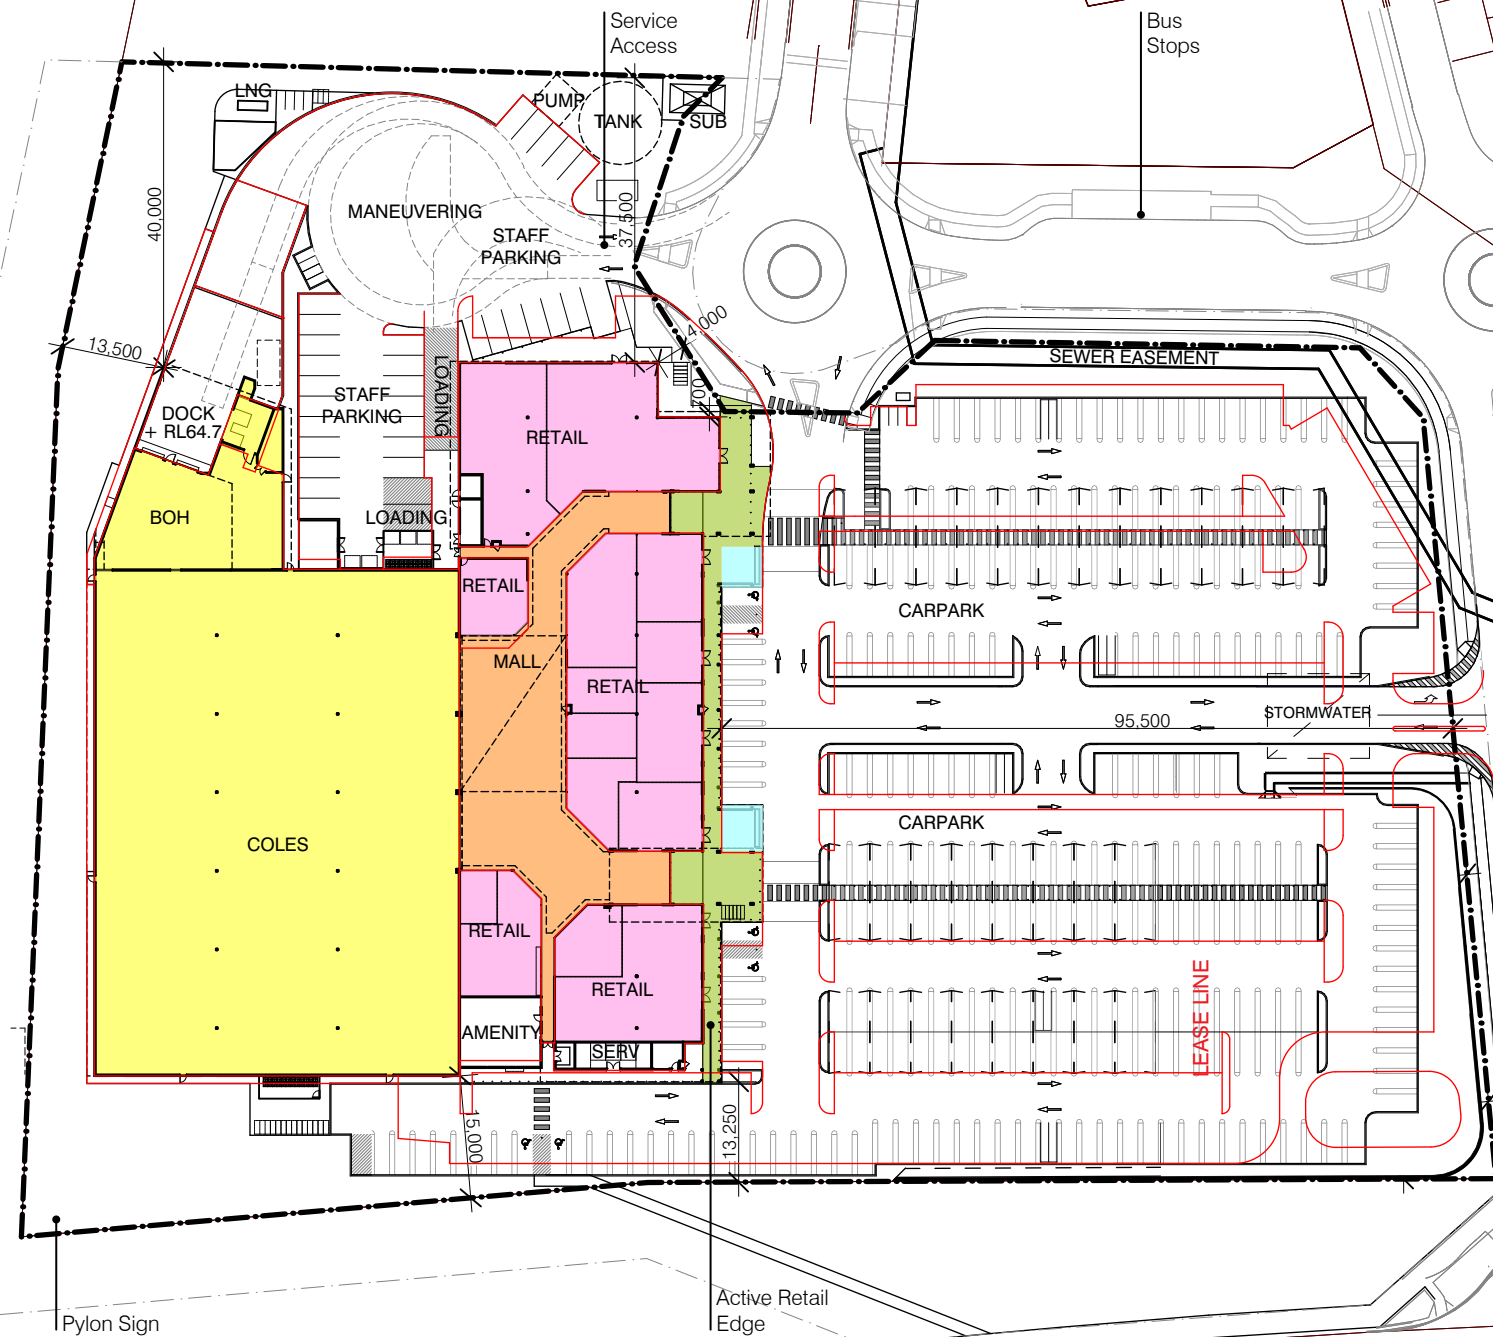 Service
Access
Bus
Stops
LNG
PUMP
TANK
SUB
40,000
MANEUVERING
STAFF
PARKING
37,500
4,000
13,500
SEWER EASEMENT
LOADING
STAFF
PARKING
DOCK
+ RL64.7
RETAIL
BOH
LOADING
RETAIL
CARPARK
MALL
RETAIL
STORMWATER
95,500
CARPARK
COLES
RETAIL
RETAIL
LEASE LINE
AMENITY
SERV
15,000
13,250
Active Retail
Edge
Pylon Sign